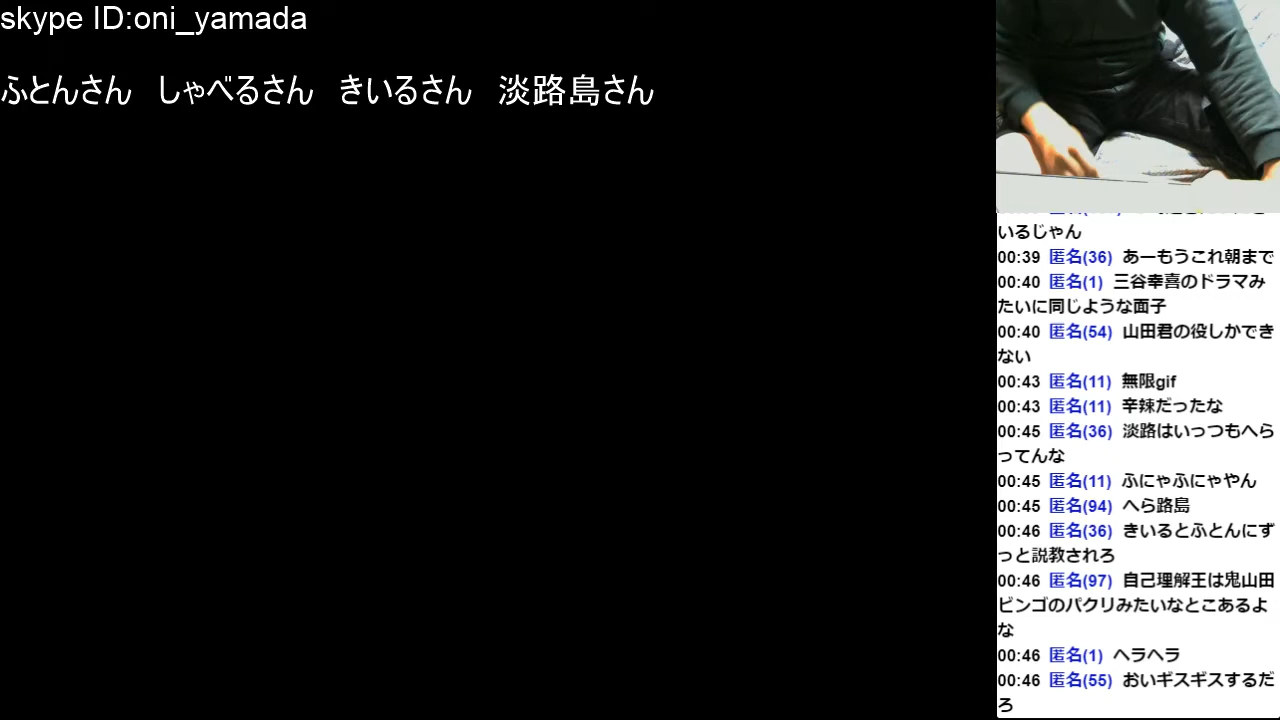 skype ID:oni_yamada
ふとんさん　しゃべるさん　きいるさん　淡路島さん
いるじゃん
00:39 匿名(36) あーもうこれ朝まで
00:40 匿名(1) 三谷幸喜のドラマみ
たいに同じような面子
00:40 匿名(54) 山田君の役しかでき
ない
00:43 匿名(11) 無限gif
00:43 匿名(11) 辛辣だったな
00:45 匿名(36) 淡路はいっつもへら
ってんな
00:45 匿名(11) ふにゃふにゃやん
00:45 匿名(94) へら路島
00:46 匿名(36) きいるとふとんにず
っと説教されろ
00:46 匿名(97) 自己理解王は鬼山田
ビンゴのパクリみたいなとこあるよ
な
00:46 匿名(1) ヘラヘラ
00:46 匿名(55) おいギスギスするだ
ろ